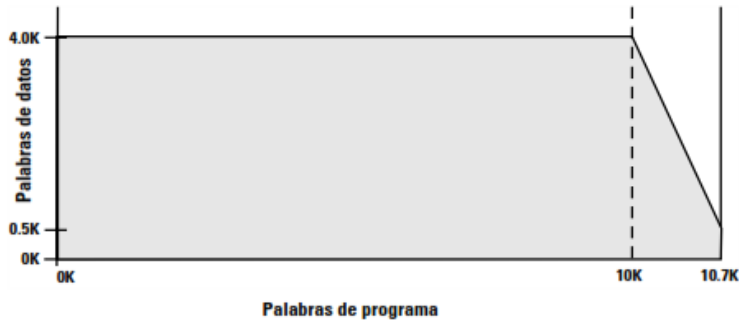 4.0K
Palabras de datos
0.5K
0K
0K
10K
10.7K
Palabras de programa